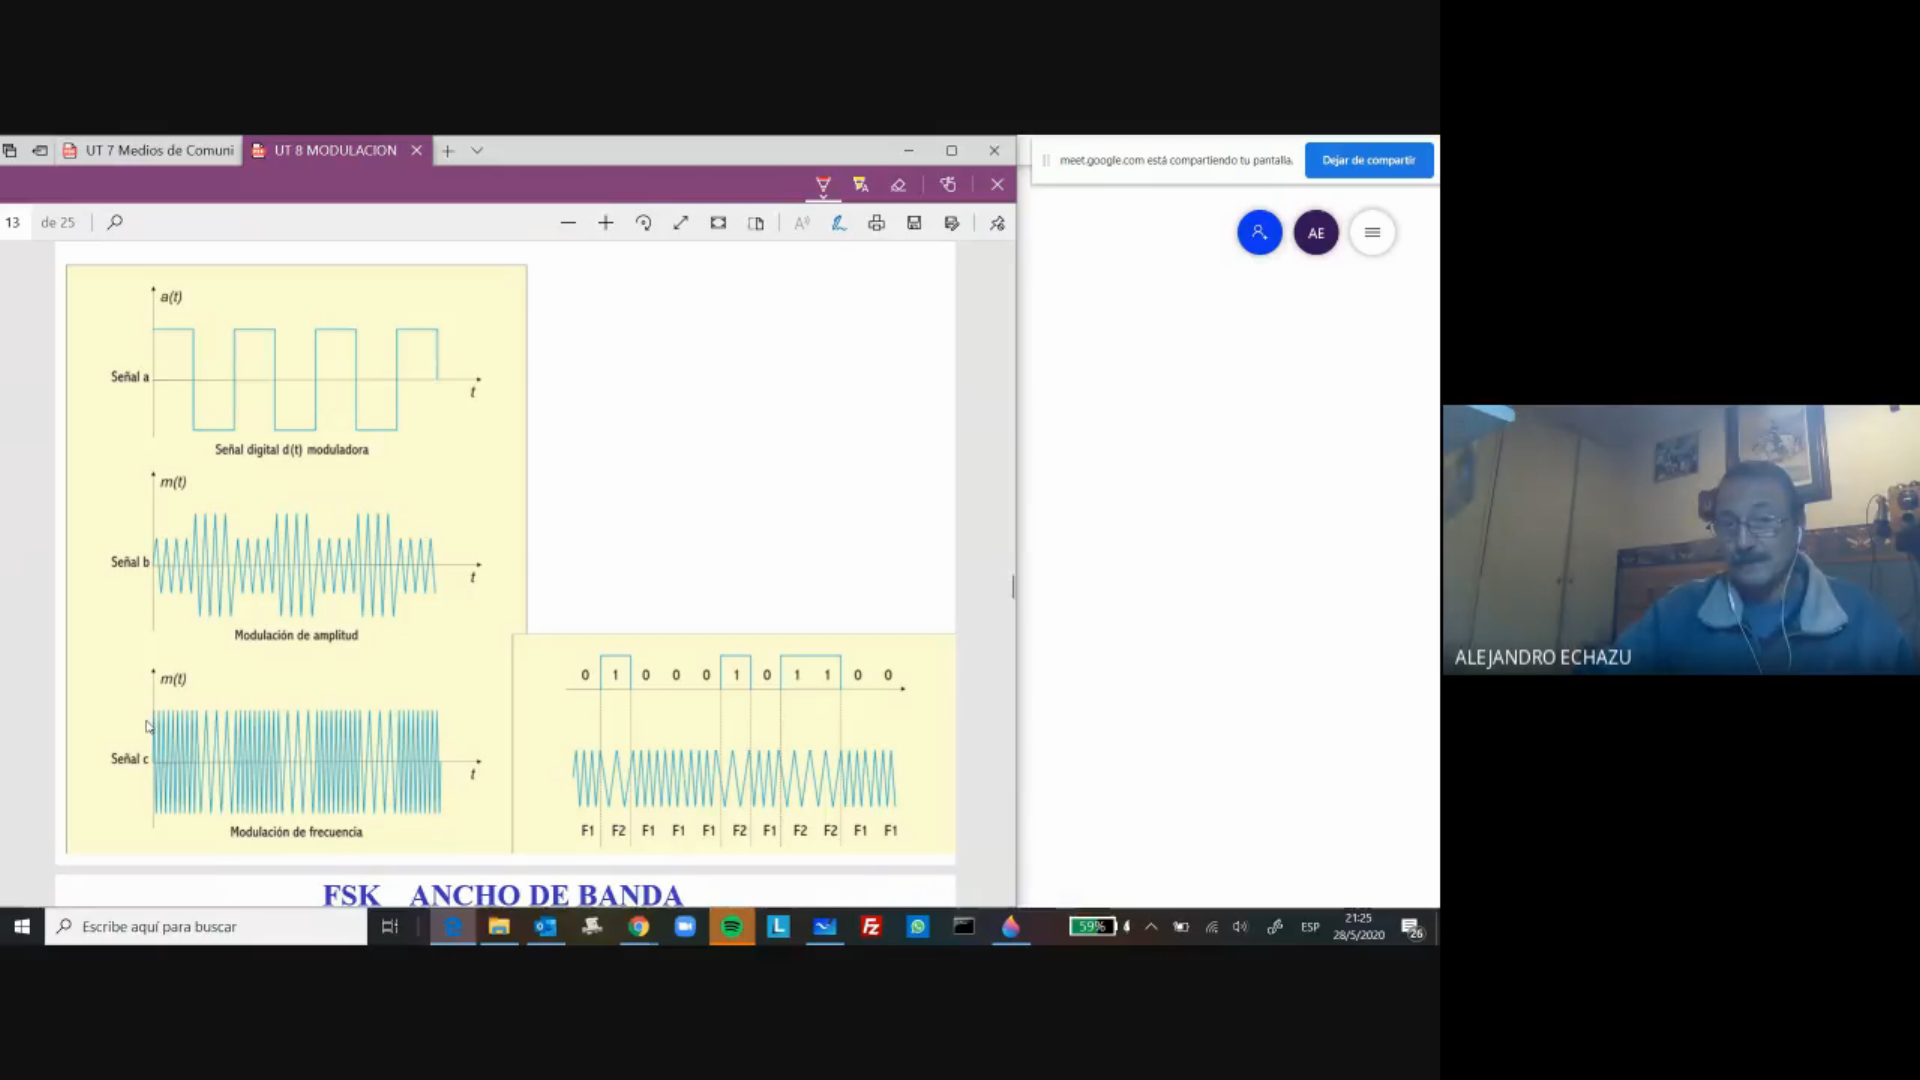 UT 7 Medios de Comuni
UT 8 MODULACION
meet.google.com está compartiendo tu pantalla.
Dejar de compartir
13 de 25
AE
a(t)
Señal a
t
Señal digital d(t) moduladora
m(t)
Señal b
t
Modulación de amplitud
m(t)
Señal c
t
Modulación de frecuencia
0 1 0 0 0 1 0 1 1 0 0
F1 F2 F1 F1 F1 F2 F1 F2 F2 F1 F1
FSK ANCHO DE BANDA
ALEJANDRO ECHAZU
Escribe aquí para buscar
L
Fz
59%
ESP
21:25
28/5/2020
26